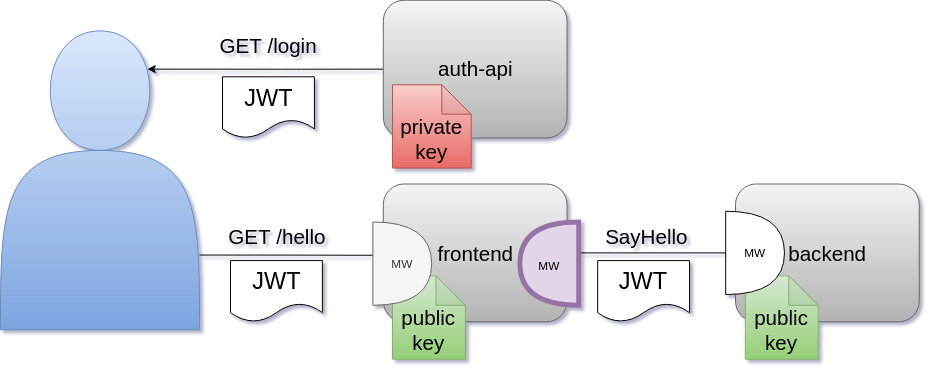 GET /login
JWT
auth-api
private
key
GET /hello
JWT
MW
frontend
public
key
MW
SayHello
JWT
MW
backend
public
key